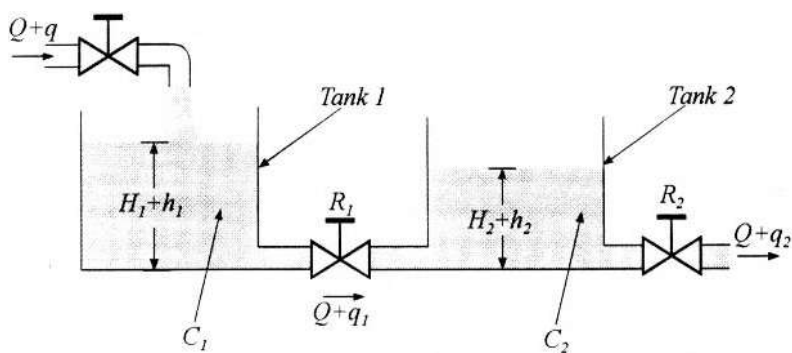 Q+q
Tank 1
Tank 2
H₁+h₁
R₁
H₂+h₂
R₂
Q+q₂
Q+q₁
C₁
C₂